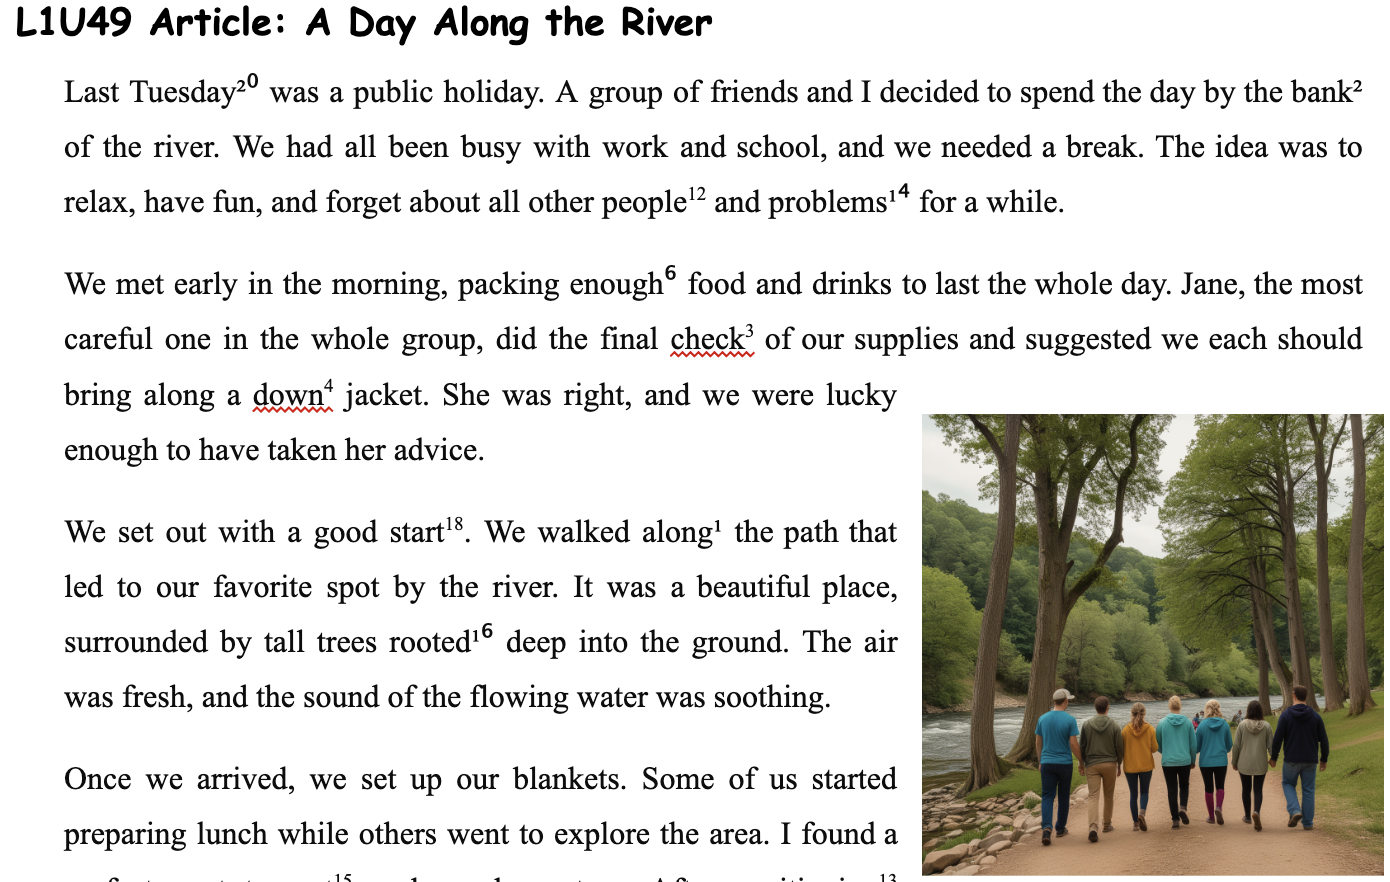 L1U49 Article: A Day Along the River
Last Tuesday²⁰ was a public holiday. A group of friends and I decided to spend the day by the bank²
of the river. We had all been busy with work and school, and we needed a break. The idea was to
relax, have fun, and forget about all other people¹² and problems¹⁴ for a while.
We met early in the morning, packing enough⁶ food and drinks to last the whole day. Jane, the most
careful one in the whole group, did the final check³ of our supplies and suggested we each should
bring along a down⁴ jacket. She was right, and we were lucky
enough to have taken her advice.
We set out with a good start¹⁸. We walked along¹ the path that
led to our favorite spot by the river. It was a beautiful place,
surrounded by tall trees rooted¹⁶ deep into the ground. The air
was fresh, and the sound of the flowing water was soothing.
Once we arrived, we set up our blankets. Some of us started
preparing lunch while others went to explore the area. I found a